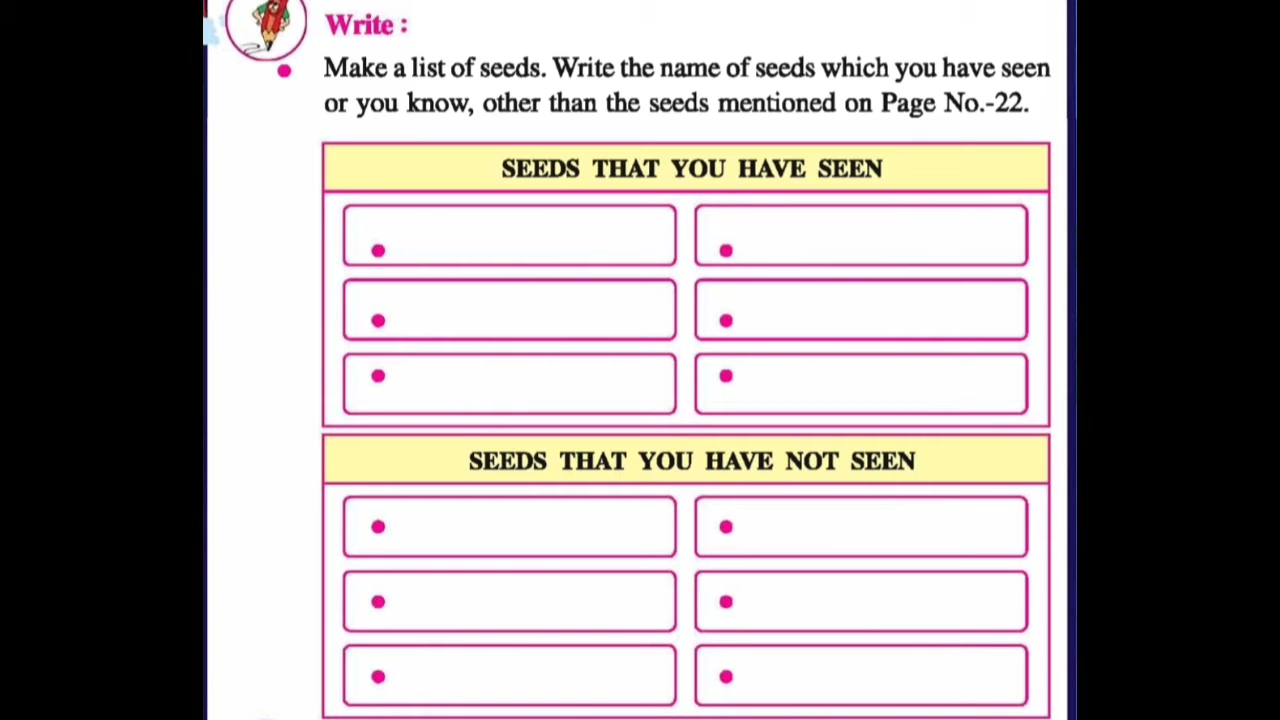 Write :
Make a list of seeds. Write the name of seeds which you have seen
or you know, other than the seeds mentioned on Page No.-22.
SEEDS THAT YOU HAVE SEEN
SEEDS THAT YOU HAVE NOT SEEN